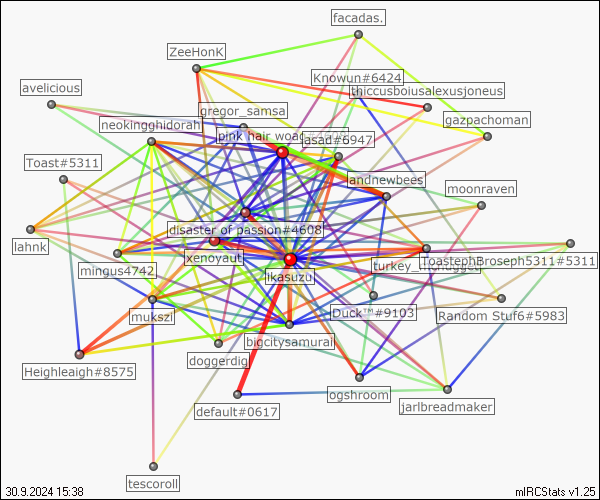 facadas.
ZeeHonK
Knowun#6424
avelicious
thiccusboiusalexusjoneus
gregor_samsa
gazpachoman
neokingghidorah
pink hair woag
asad#6947
Toast#5311
andnewbees
moonraven
disaster of passion#4608
lahnk
xenoyaut
ToastephBroseph5311#5311
mingus4742
ikasuzu
mukszi
Duck™#9103
Random Stuf6#5983
bigcitysamurai
doggerdig
Heighleaigh#8575
ogshroom
default#0617
jarlbreadmaker
tescoroll
30.9.2024 15:38
mIRCStats v1.25